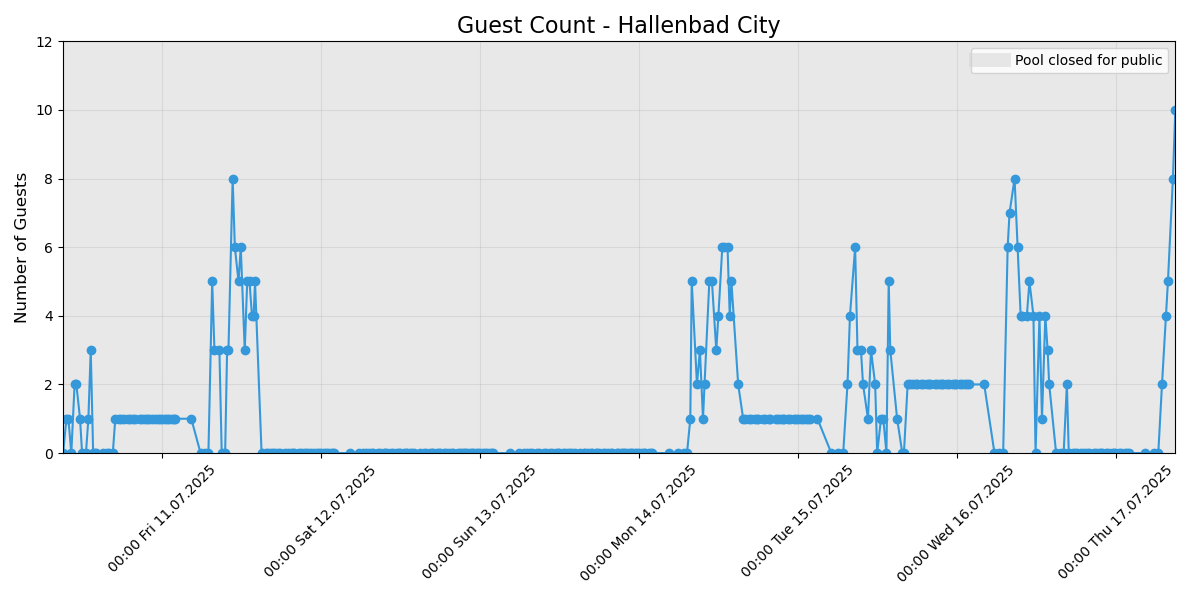 Guest Count - Hallenbad City
Pool closed for public
Number of Guests
12
10
8
6
4
2
0
00:00 Fri 11.07.2025
00:00 Sat 12.07.2025
00:00 Sun 13.07.2025
00:00 Mon 14.07.2025
00:00 Tue 15.07.2025
00:00 Wed 16.07.2025
00:00 Thu 17.07.2025